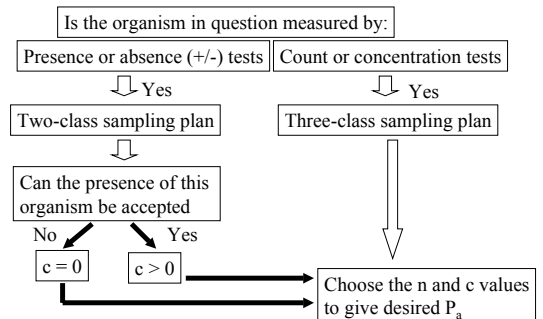 Is the organism in question measured by:
Presence or absence (+/-) tests
Count or concentration tests
Yes
Yes
Two-class sampling plan
Three-class sampling plan
Can the presence of this
organism be accepted
No
Yes
c = 0
c > 0
Choose the n and c values
to give desired Pa